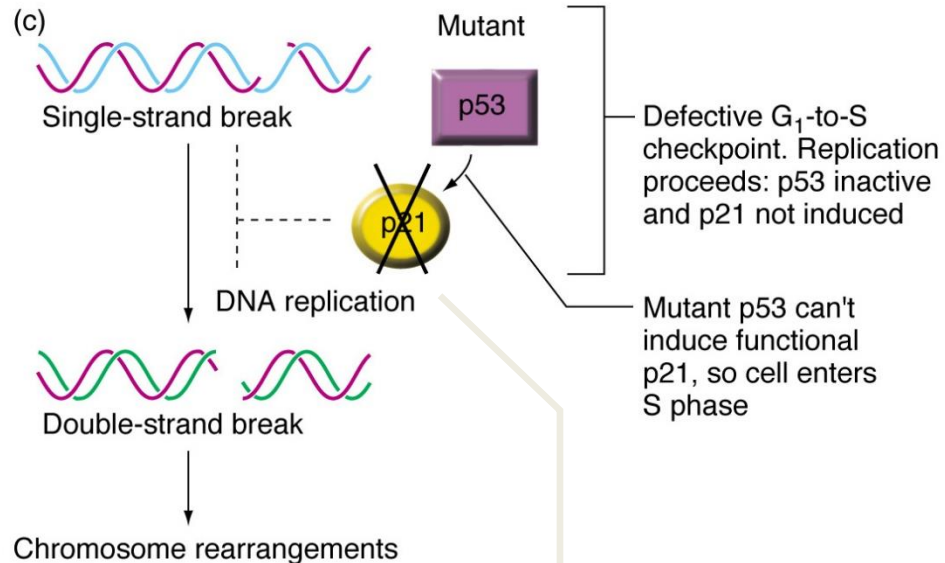 (c)
Mutant
p53
Single-strand break
Defective G₁-to-S
checkpoint. Replication
proceeds: p53 inactive
and p21 not induced
p21
DNA replication
Mutant p53 can't
induce functional
p21, so cell enters
S phase
Double-strand break
Chromosome rearrangements